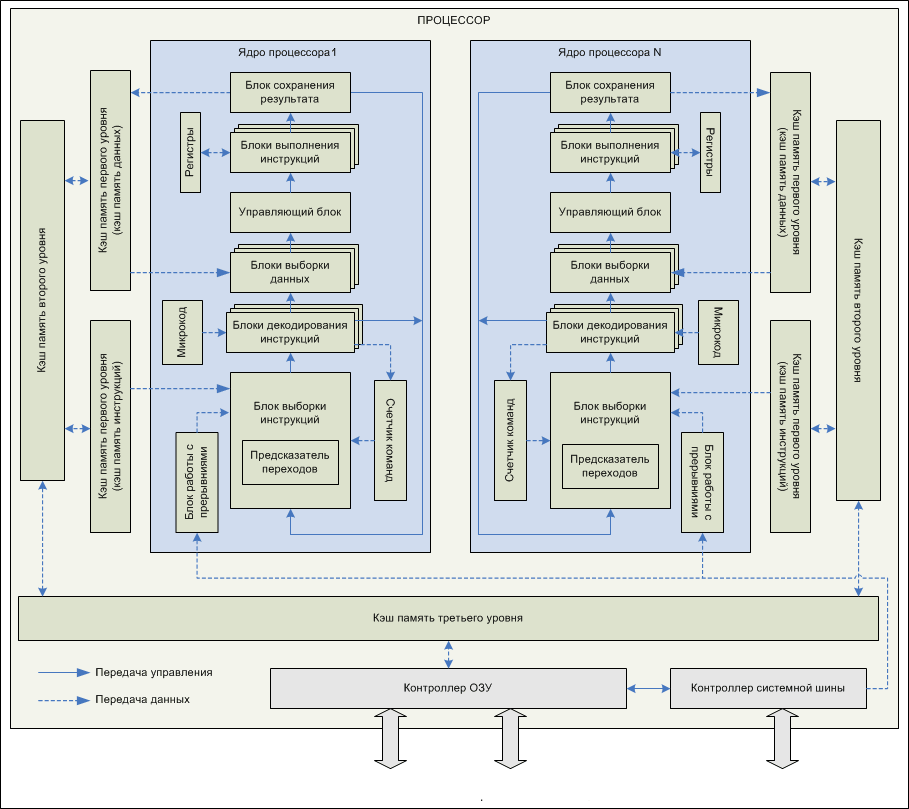 ПРОЦЕССОР
Ядро процессора1
Блок сохранения
результата
Регистры
Блоки выполнения
инструкций
Управляющий блок
Блоки выборки
данных
Микрокод
Блоки декодирования
инструкций
Блок выборки
инструкций
Предсказатель
переходов
Счетчик команд
Блок работы с
прерываниями
Кэш память второго уровня
Кэш память первого уровня
(кэш память данных)
Кэш память первого уровня
(кэш память инструкций)
Ядро процессора N
Блок сохранения
результата
Регистры
Блоки выполнения
инструкций
Управляющий блок
Блоки выборки
данных
Микрокод
Блоки декодирования
инструкций
Блок выборки
инструкций
Предсказатель
переходов
Счетчик команд
Блок работы с
прерываниями
Кэш память первого уровня
(кэш память данных)
Кэш память первого уровня
(кэш память инструкций)
Кэш память второго уровня
Кэш память третьего уровня
Передача управления
Передача данных
Контроллер ОЗУ
Контроллер системной шины
.